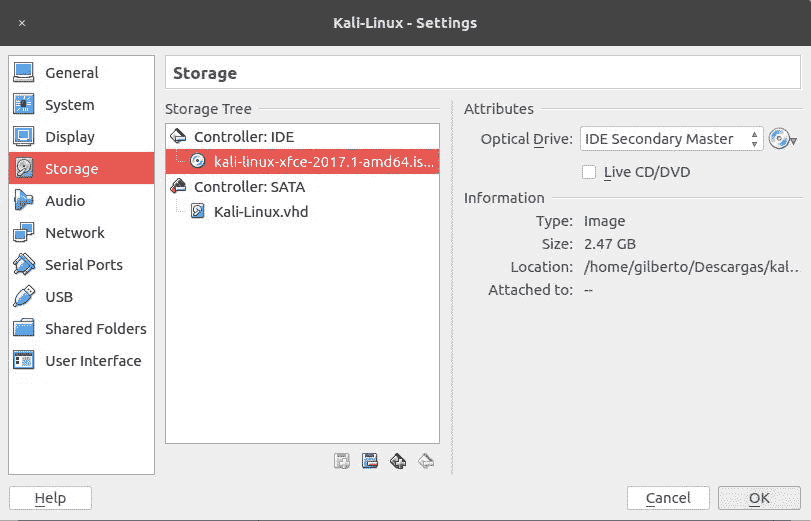 Kali-Linux - Settings
General
System
Display
Storage
Audio
Network
Serial Ports
USB
Shared Folders
User Interface
Storage
Storage Tree
Controller: IDE
kali-linux-xfce-2017.1-amd64.is...
Controller: SATA
Kali-Linux.vhd
Attributes
Optical Drive: IDE Secondary Master
Live CD/DVD
Information
Type: Image
Size: 2.47 GB
Location: /home/gilberto/Descargas/kal...
Attached to: --
Help
Cancel
OK